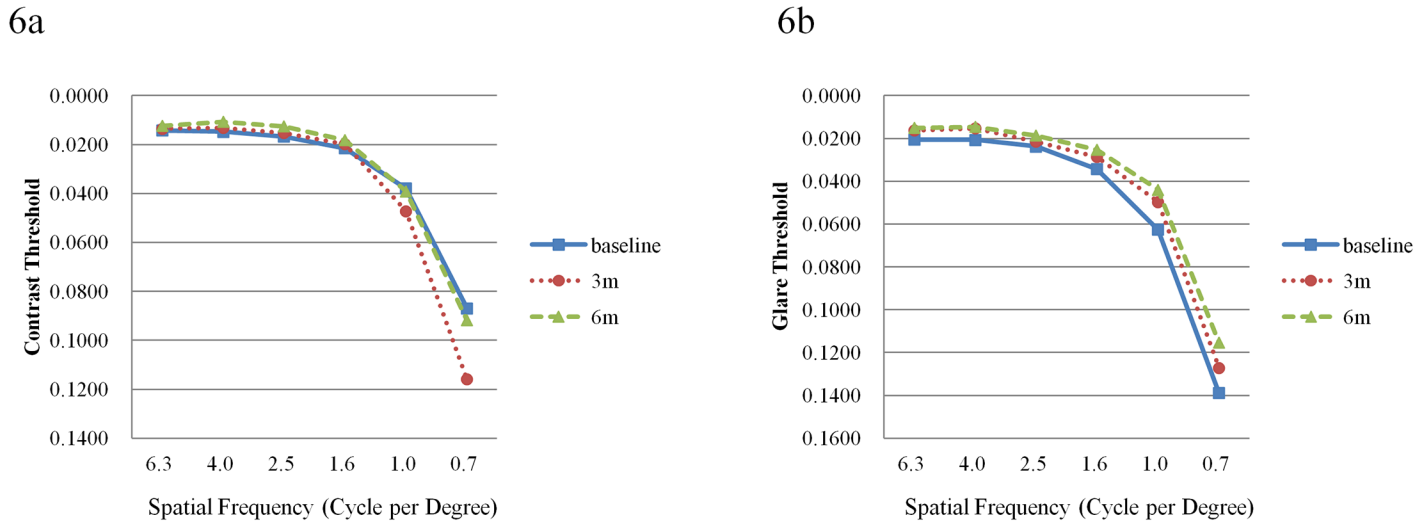 6a
Contrast Threshold
0.0000
0.0200
0.0400
0.0600
0.0800
0.1000
0.1200
0.1400
6.3 4.0 2.5 1.6 1.0 0.7
Spatial Frequency (Cycle per Degree)
baseline
3m
6m
6b
Glare Threshold
0.0000
0.0200
0.0400
0.0600
0.0800
0.1000
0.1200
0.1400
0.1600
6.3 4.0 2.5 1.6 1.0 0.7
Spatial Frequency (Cycle per Degree)
baseline
3m
6m